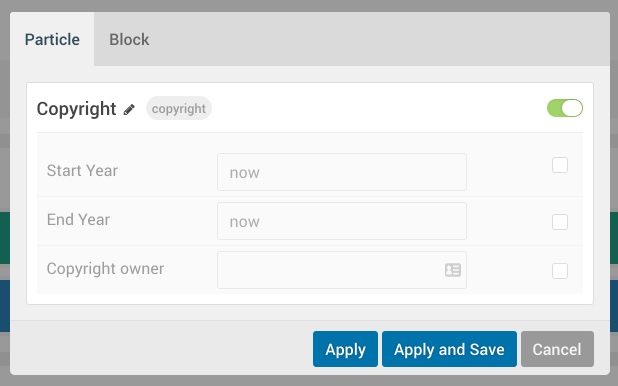 Particle Block
Copyright copyright
Start Year now
End Year now
Copyright owner
Apply Apply and Save Cancel